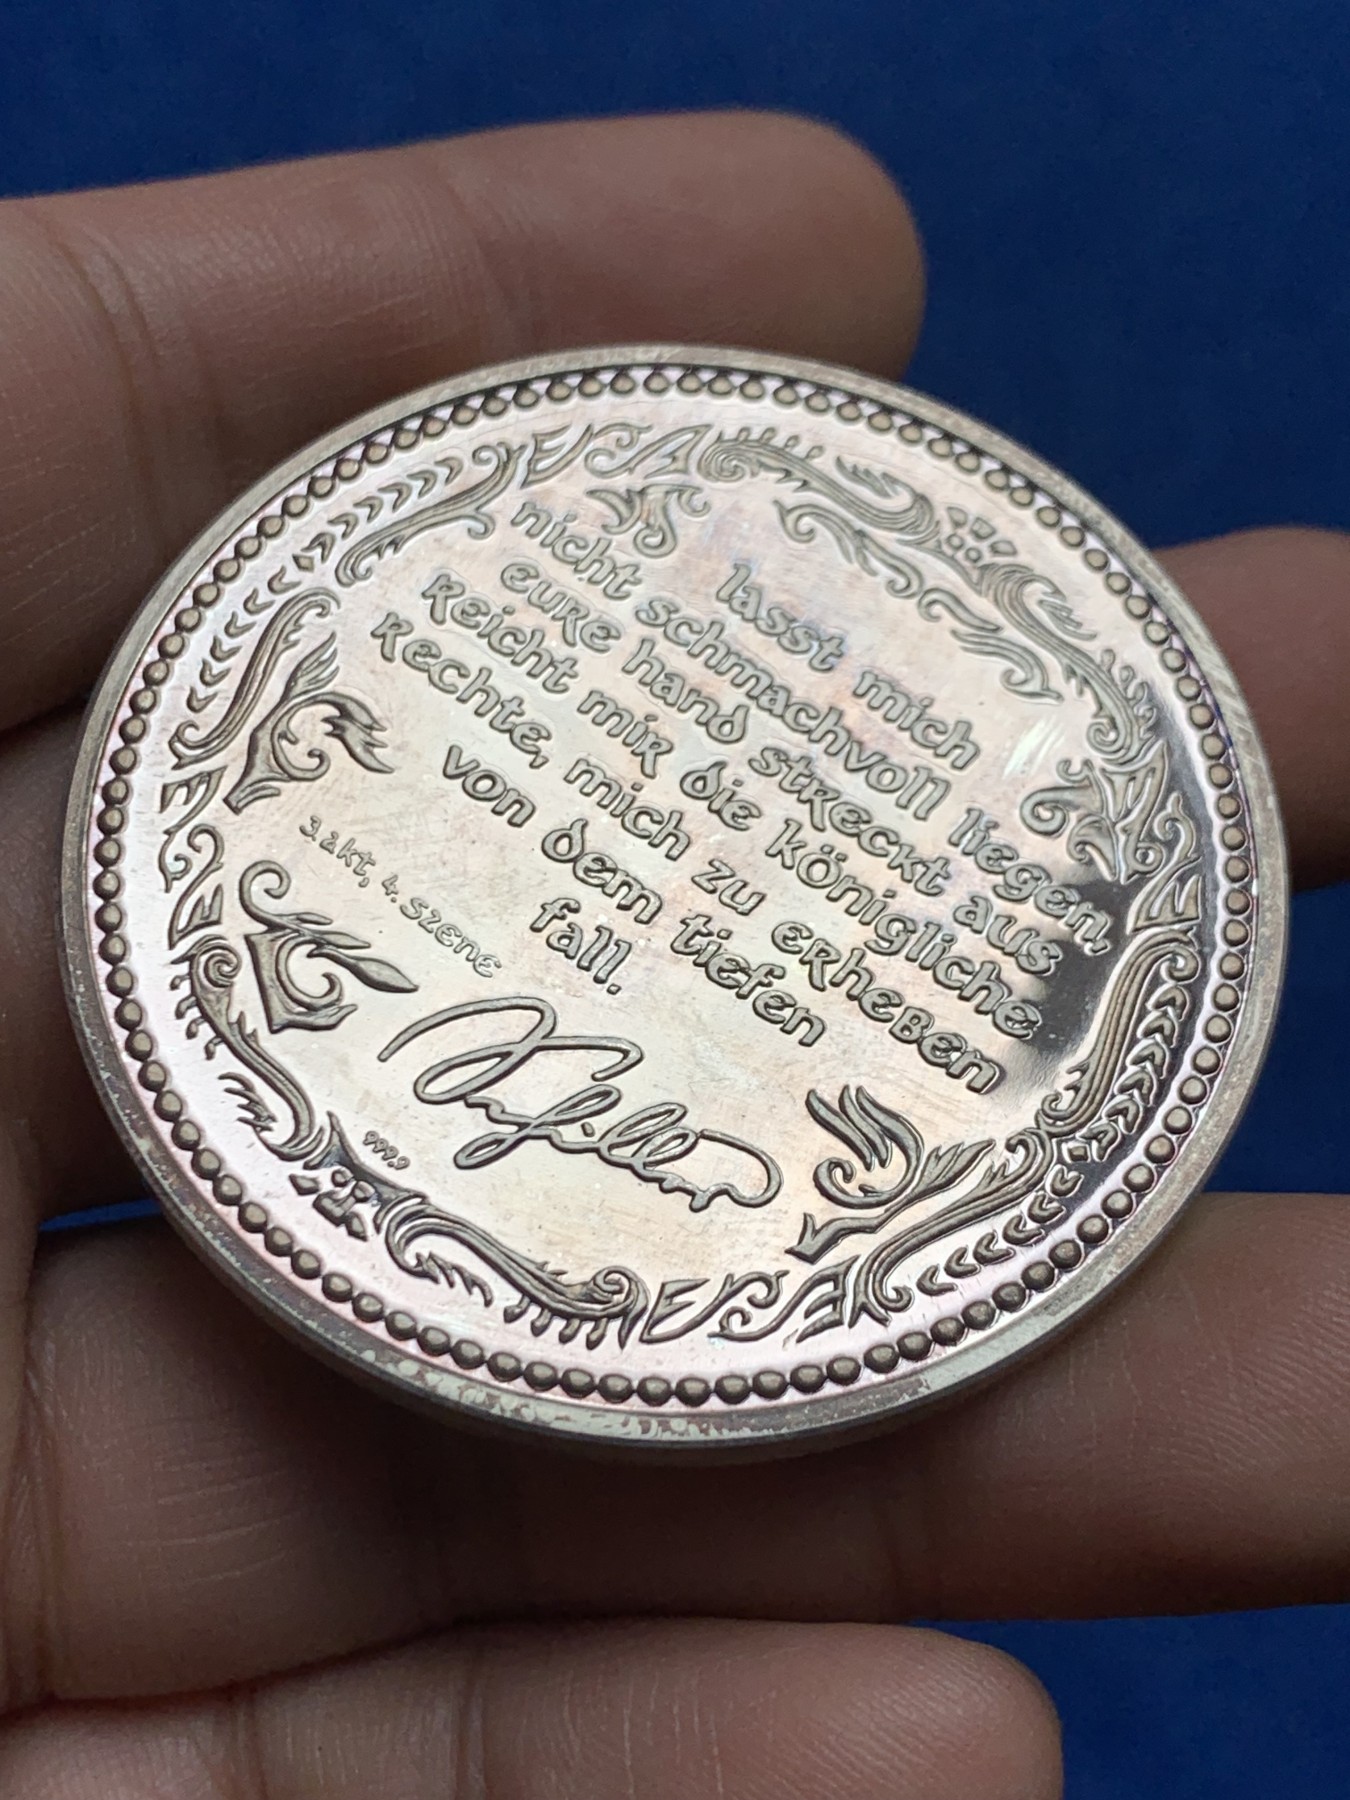 lasst mich
nicht schmachvoll liegen,
eure hand streckt aus
Reicht mir die königliche
Rechte, mich zu erheben
von dem tiefen
fall.
3. akt, 4. szene
999.9